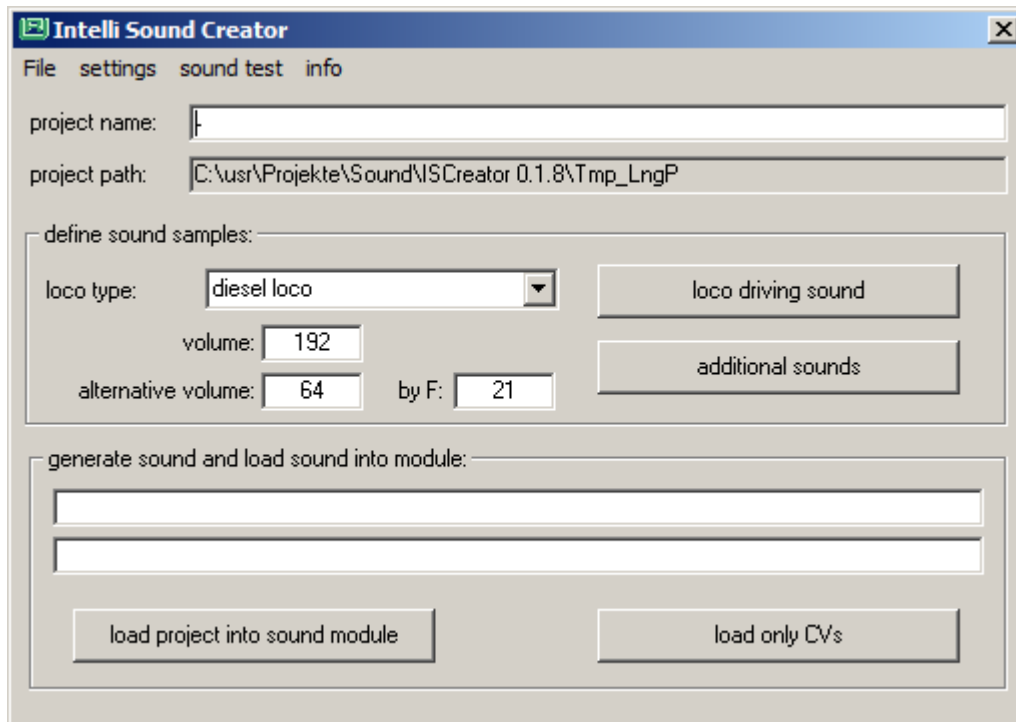 Intelli Sound Creator
File settings sound test info
project name: -
project path: C:\usr\Projekte\Sound\ISCreator 0.1.8\Tmp_LngP
define sound samples:
loco type: diesel loco loco driving sound
volume: 192
additional sounds
alternative volume: 64 by F: 21
generate sound and load sound into module:
load project into sound module load only CVs